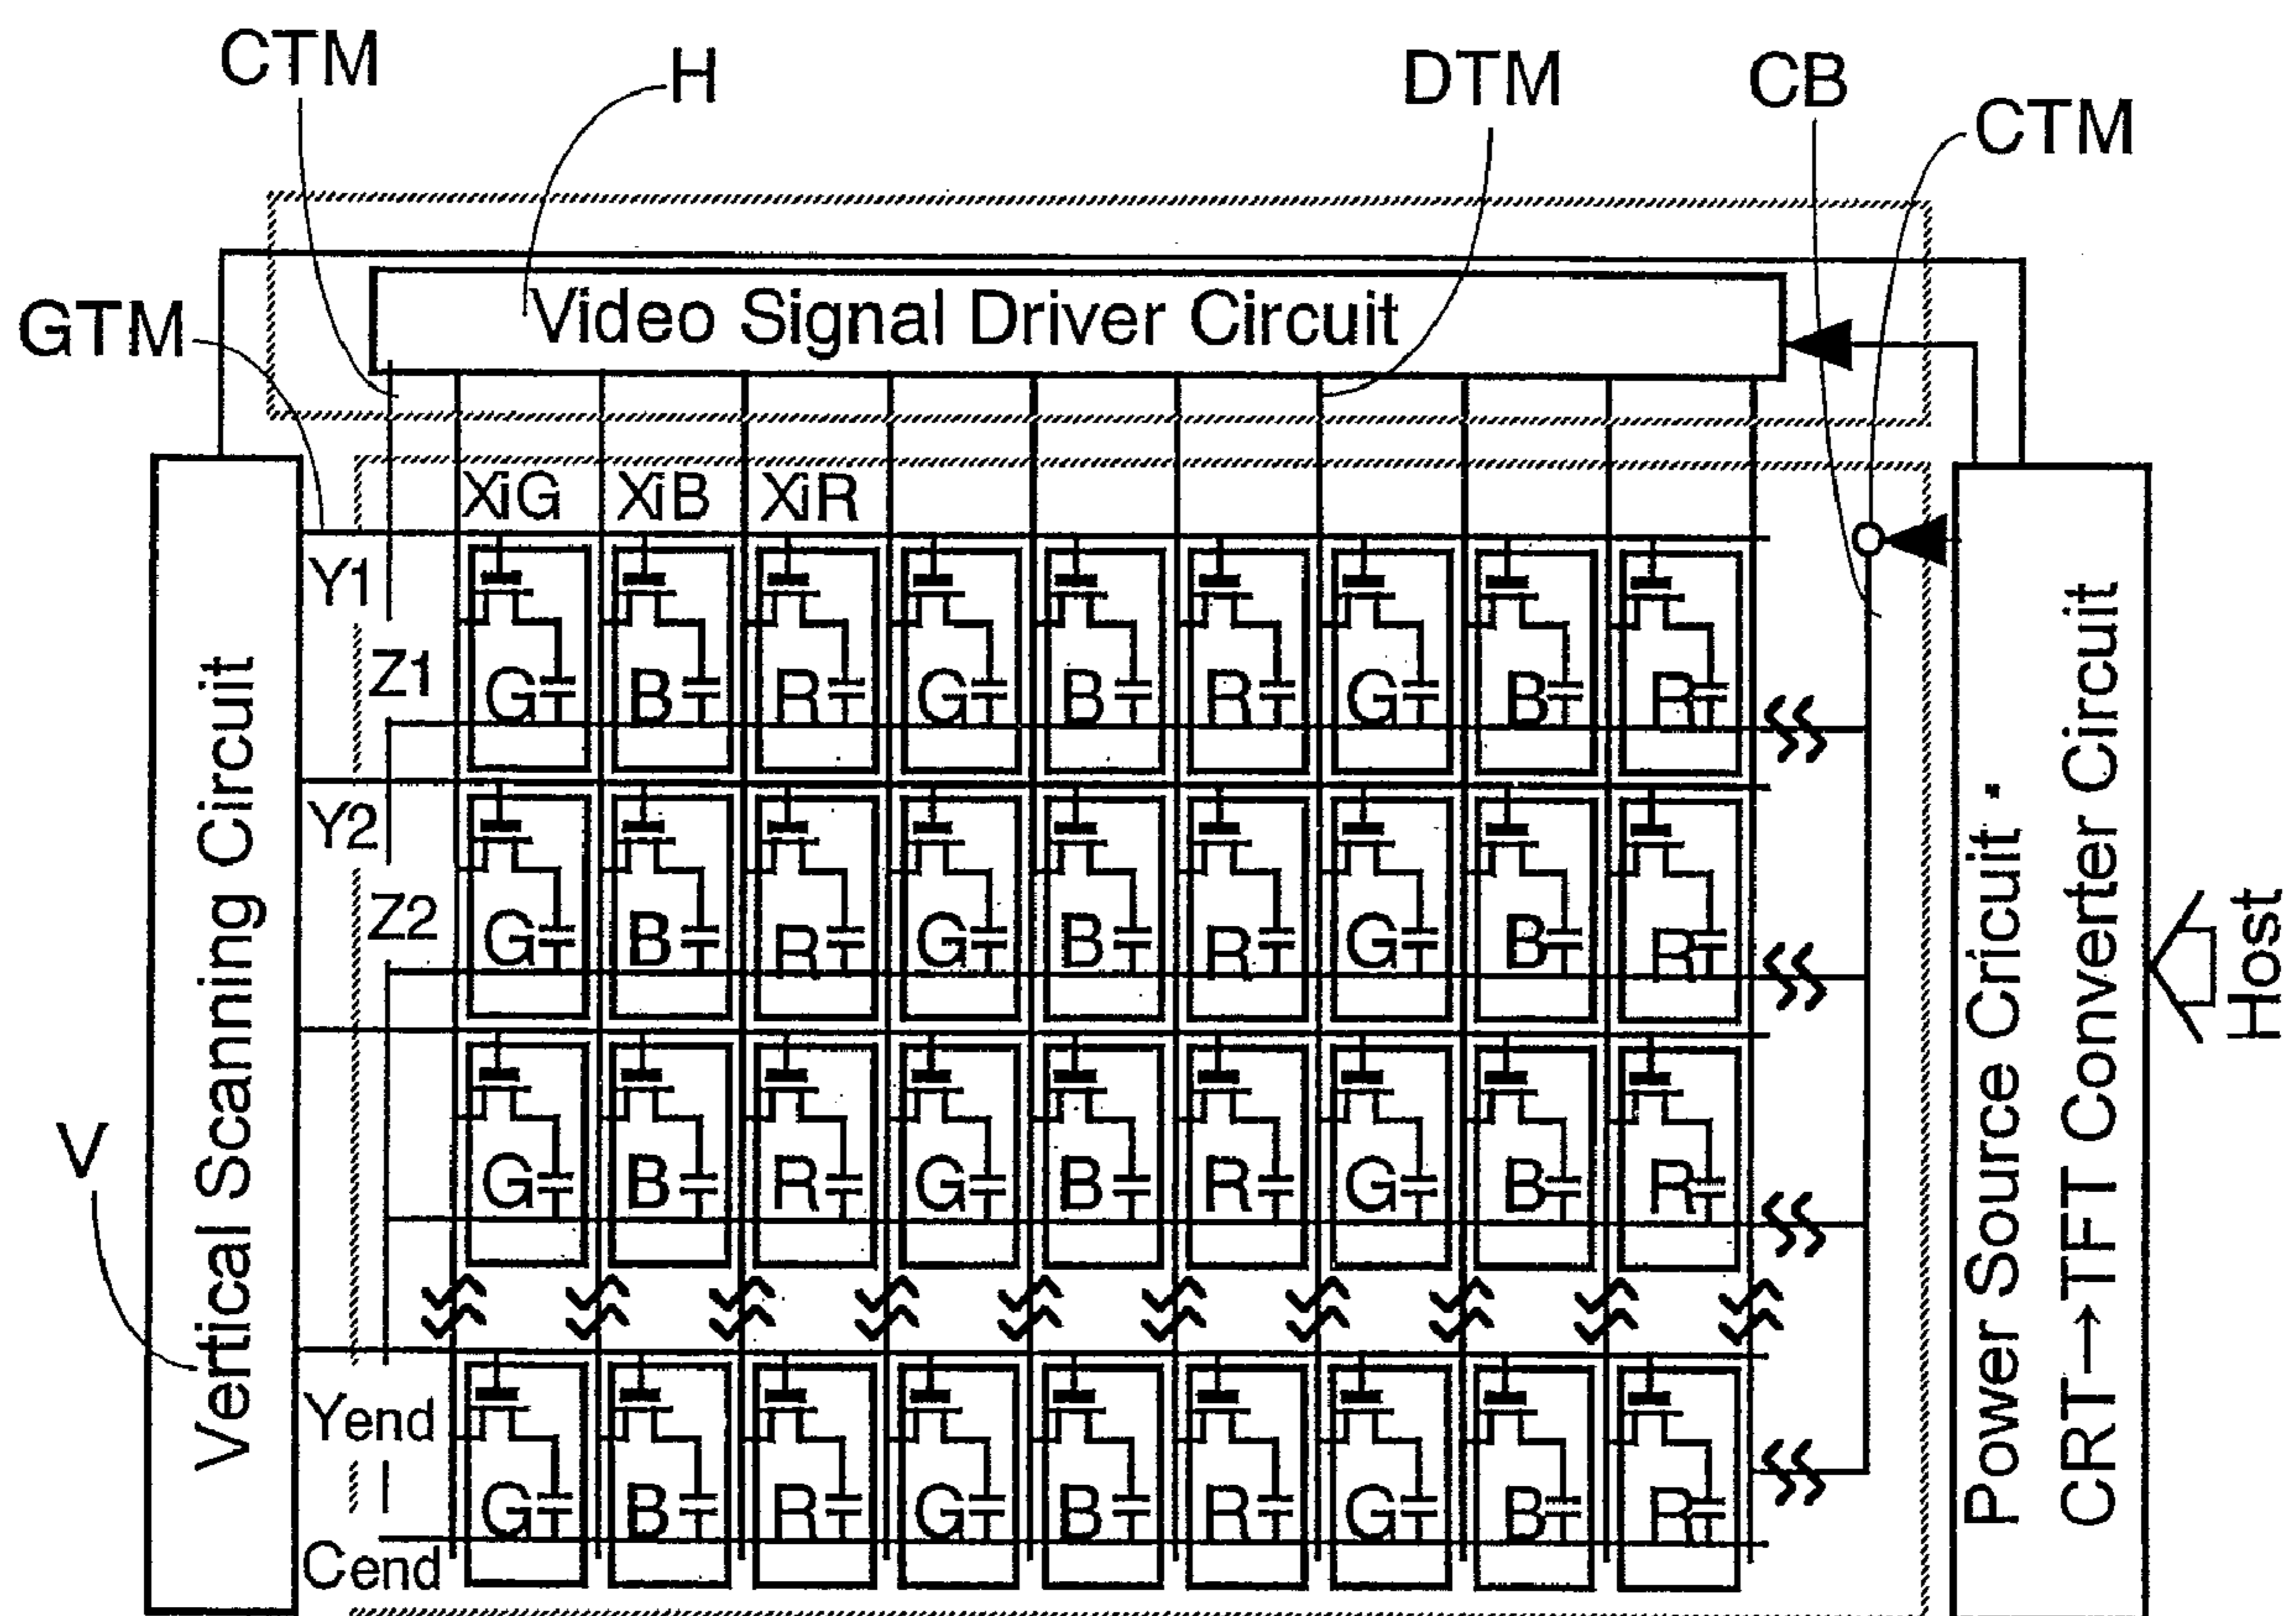 CTM
H
DTM
CB
CTM
Video Signal Driver Circuit
GTM
XiG XiB XiR
Y1
Z1
G B R G B R G B R
Y2
Z2
G B R G B R G B R
G B R G B R G B R
Yend
G B R G B R G B R
Cend
V
Vertical Scanning Circuit
Power Source Cricuit -
CRT→TFT Converter Circuit
Host